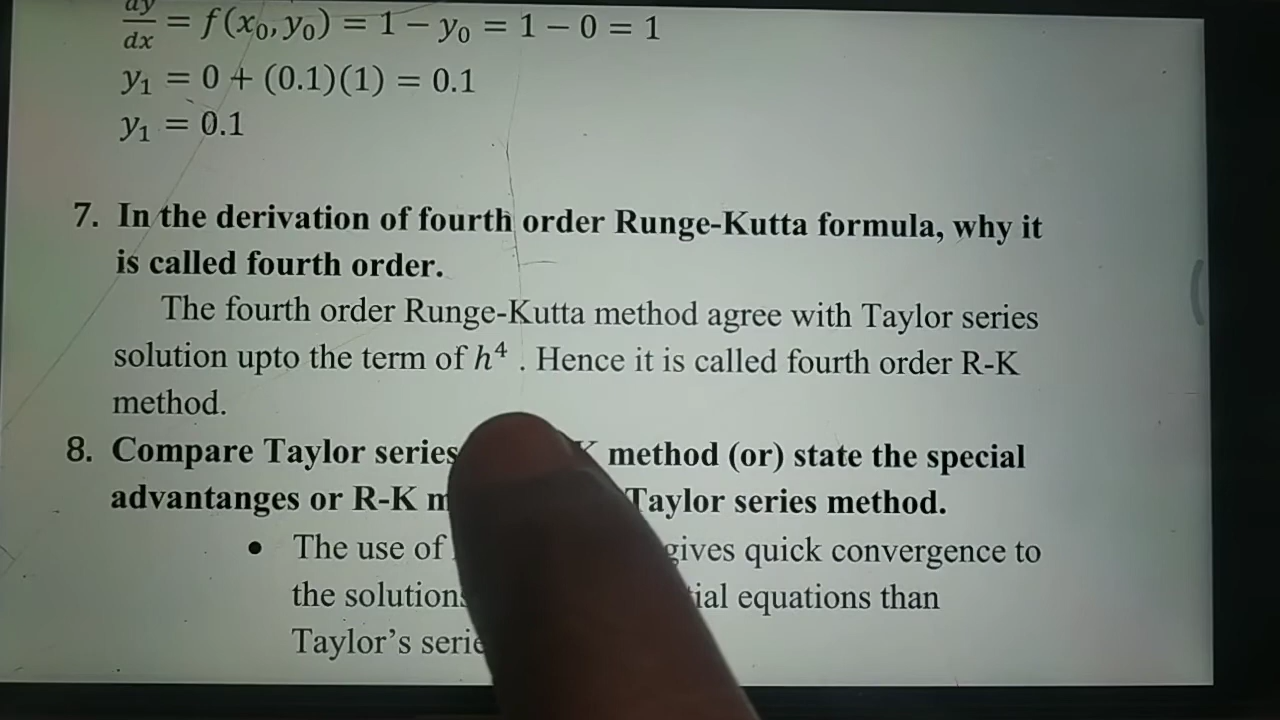 dy/dx = f(x₀, y₀) = 1 − y₀ = 1 − 0 = 1
y₁ = 0 + (0.1)(1) = 0.1
y₁ = 0.1
7. In the derivation of fourth order Runge-Kutta formula, why it
is called fourth order.
The fourth order Runge-Kutta method agree with Taylor series
solution upto the term of h⁴ . Hence it is called fourth order R-K
method.
8. Compare Taylor series method (or) state the special
advantanges or R-K Taylor series method.
• The use of gives quick convergence to
the solutions equations than
Taylor's